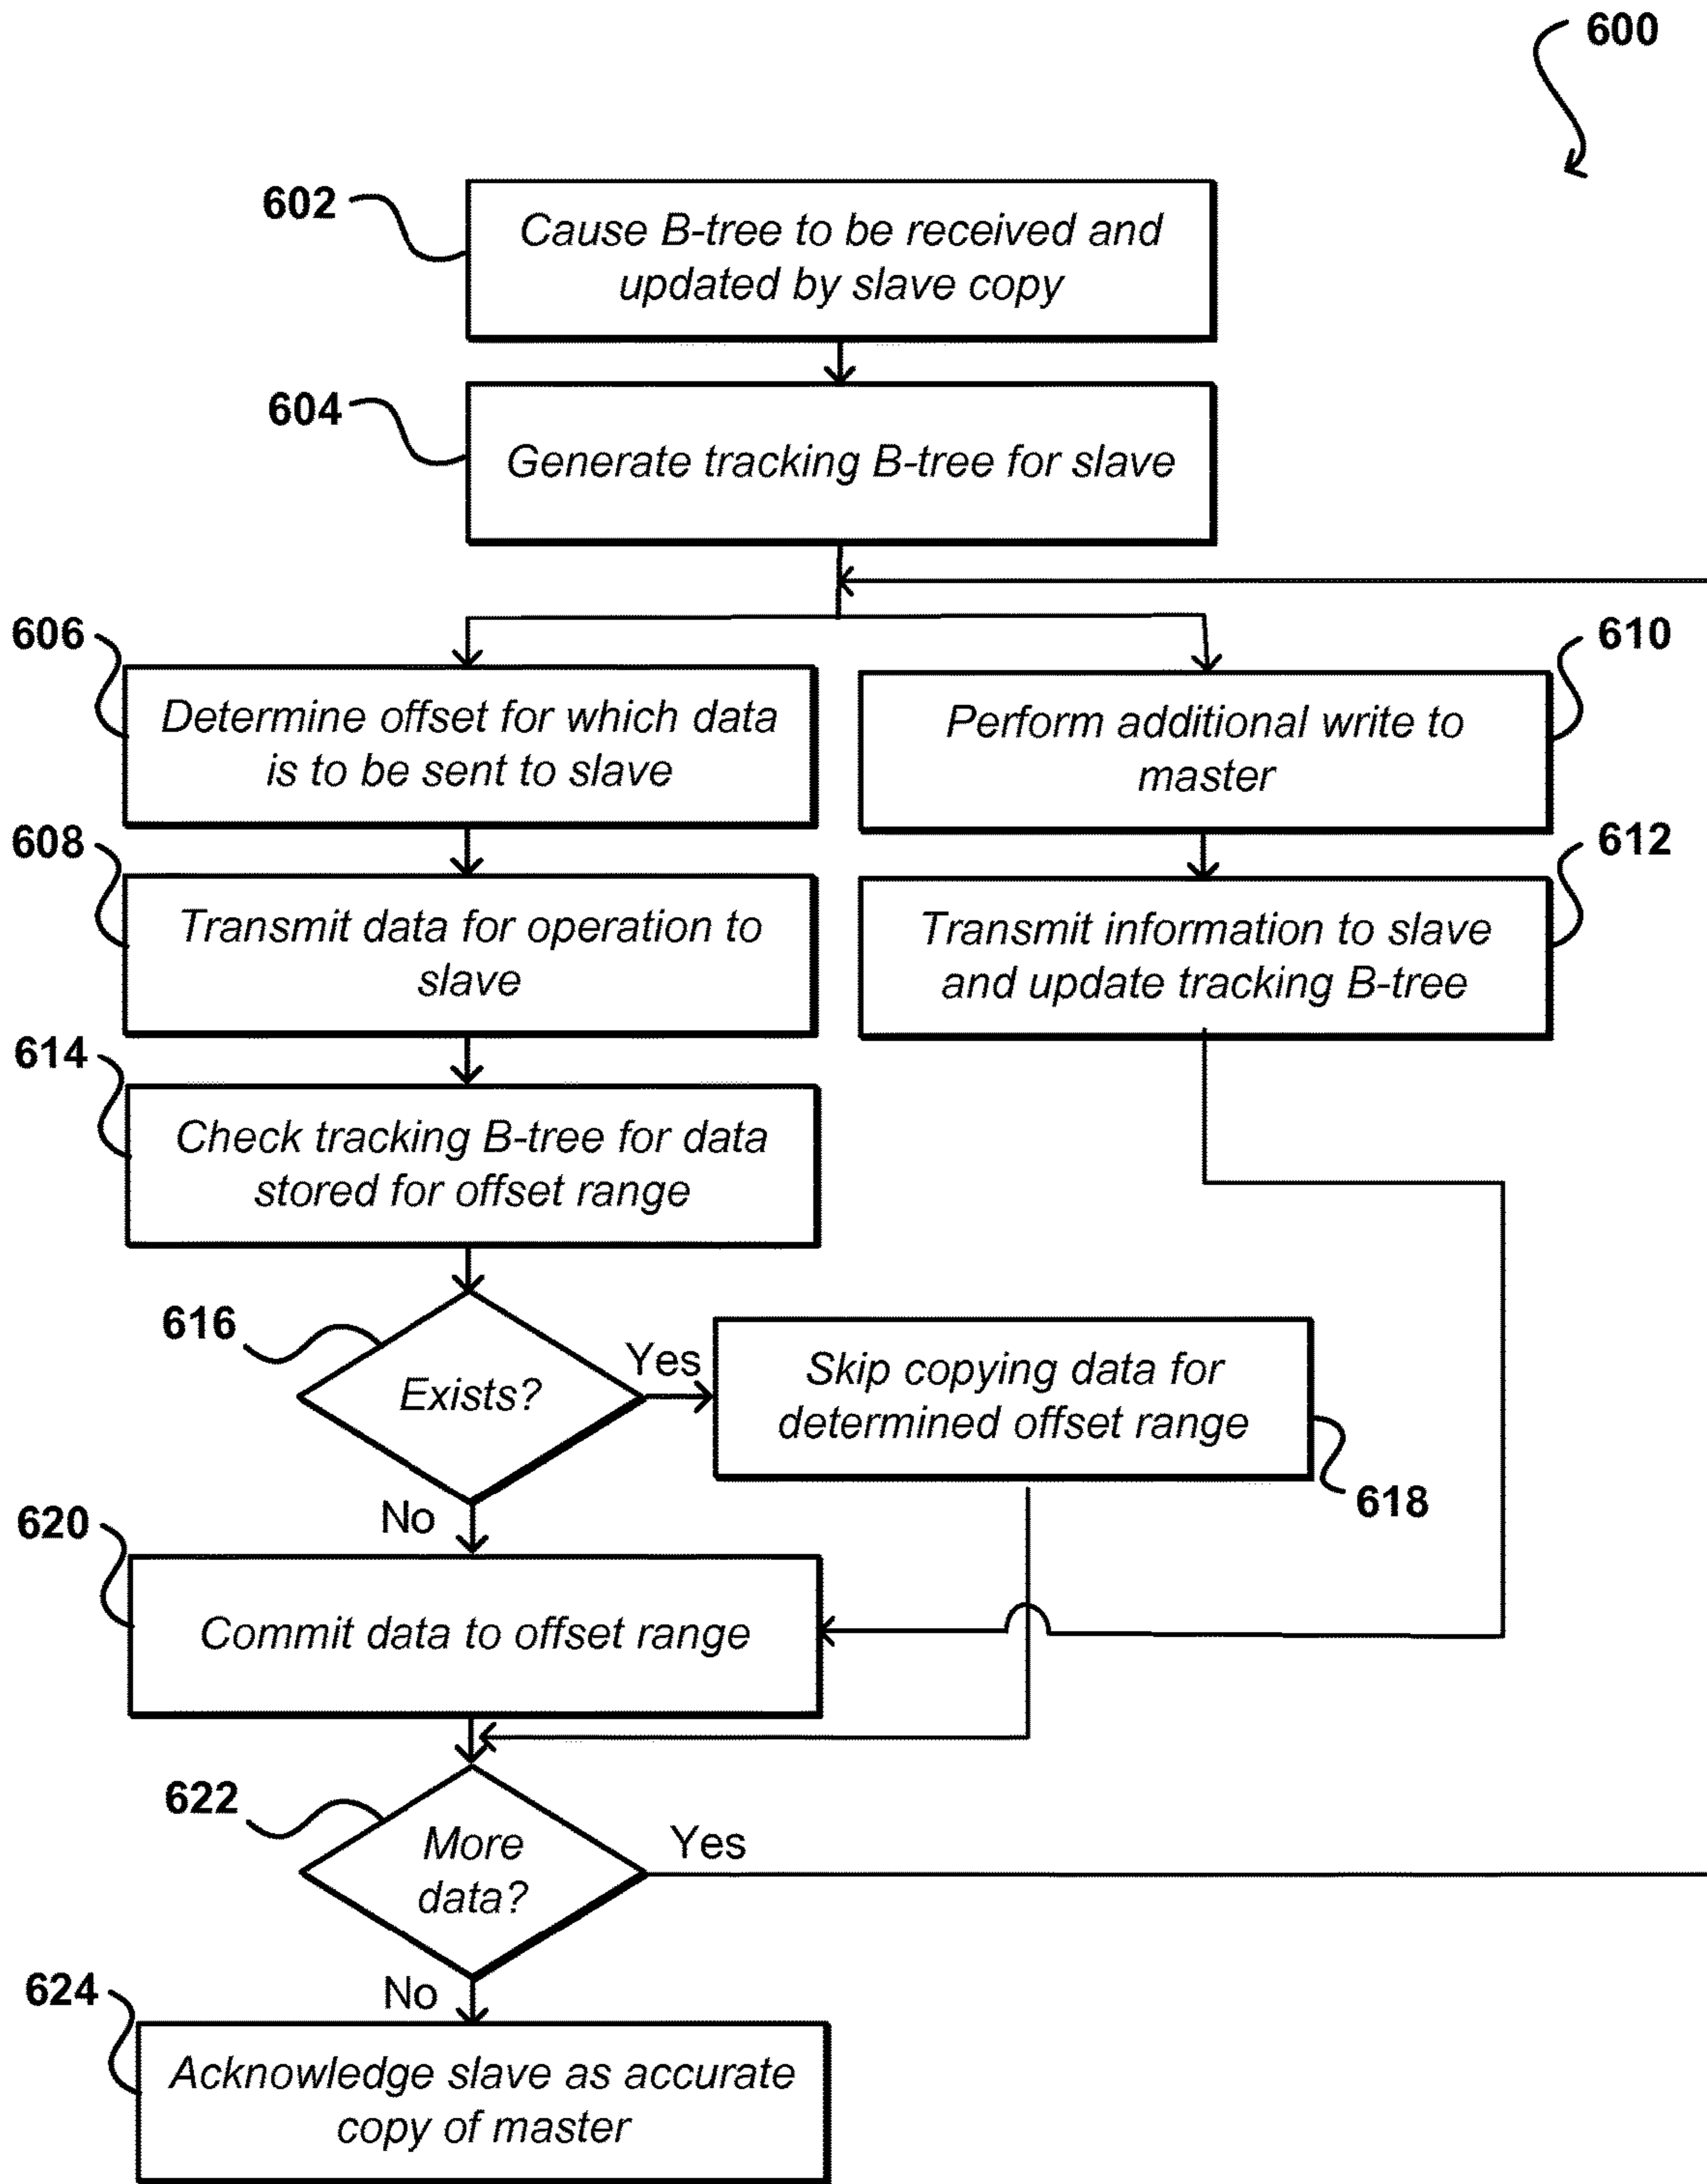 600
602
Cause B-tree to be received and
updated by slave copy
604
Generate tracking B-tree for slave
606
Determine offset for which data
is to be sent to slave
610
Perform additional write to
master
608
Transmit data for operation to
slave
612
Transmit information to slave
and update tracking B-tree
614
Check tracking B-tree for data
stored for offset range
616
Exists?
Yes
Skip copying data for
determined offset range
618
No
620
Commit data to offset range
622
More
data?
Yes
No
624
Acknowledge slave as accurate
copy of master